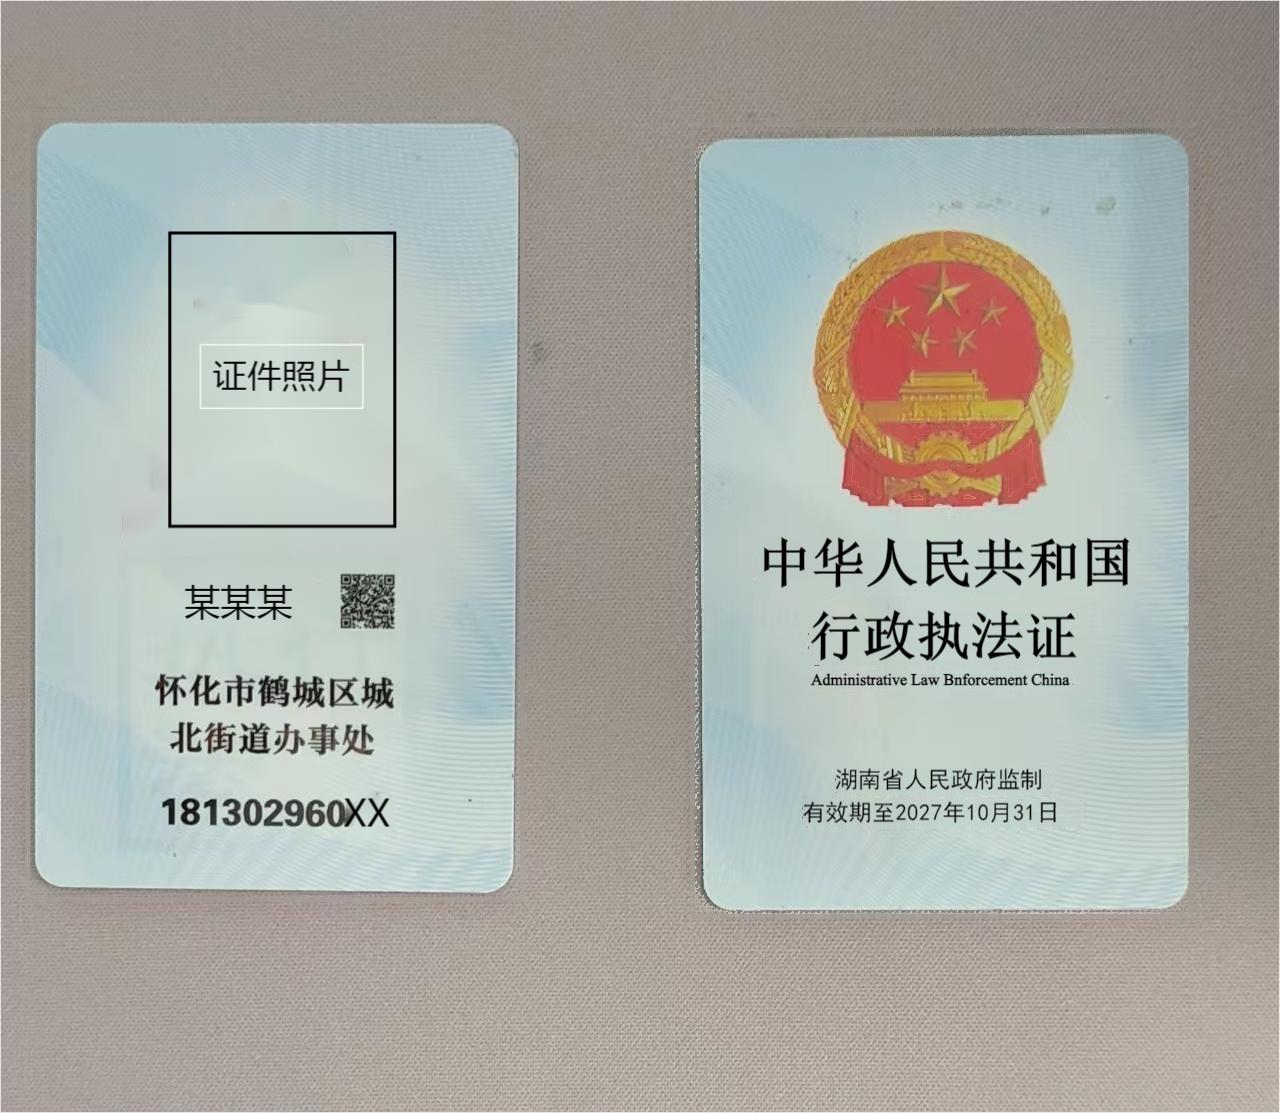 证件照片
某某某
怀化市鹤城区城
北街道办事处
181302960XX
中华人民共和国
行政执法证
Administrative Law Bnforcement China
湖南省人民政府监制
有效期至2027年10月31日